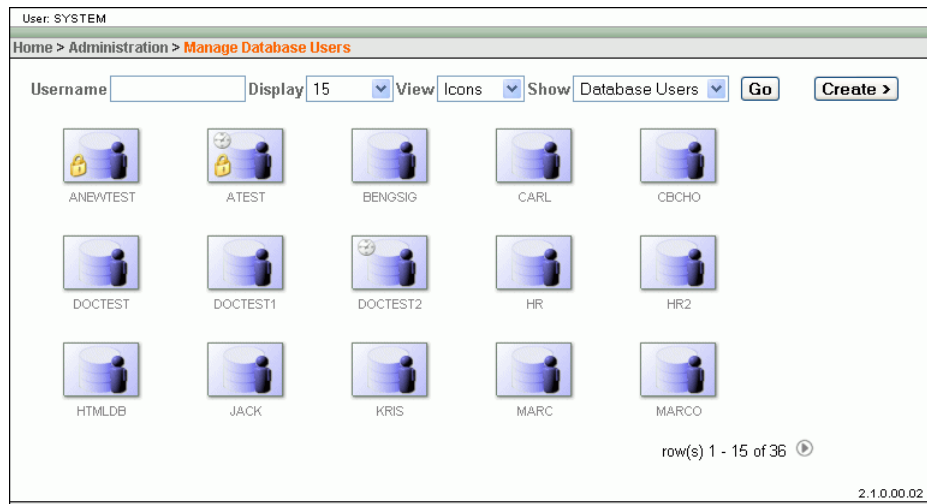 User: SYSTEM
Home > Administration > Manage Database Users
Username Display 15 View Icons Show Database Users Go Create >
ANEWTEST ATEST BENGSIG CARL CBCHO
DOCTEST DOCTEST1 DOCTEST2 HR HR2
HTMLDB JACK KRIS MARC MARCO
row(s) 1 - 15 of 36
2.1.0.00.02